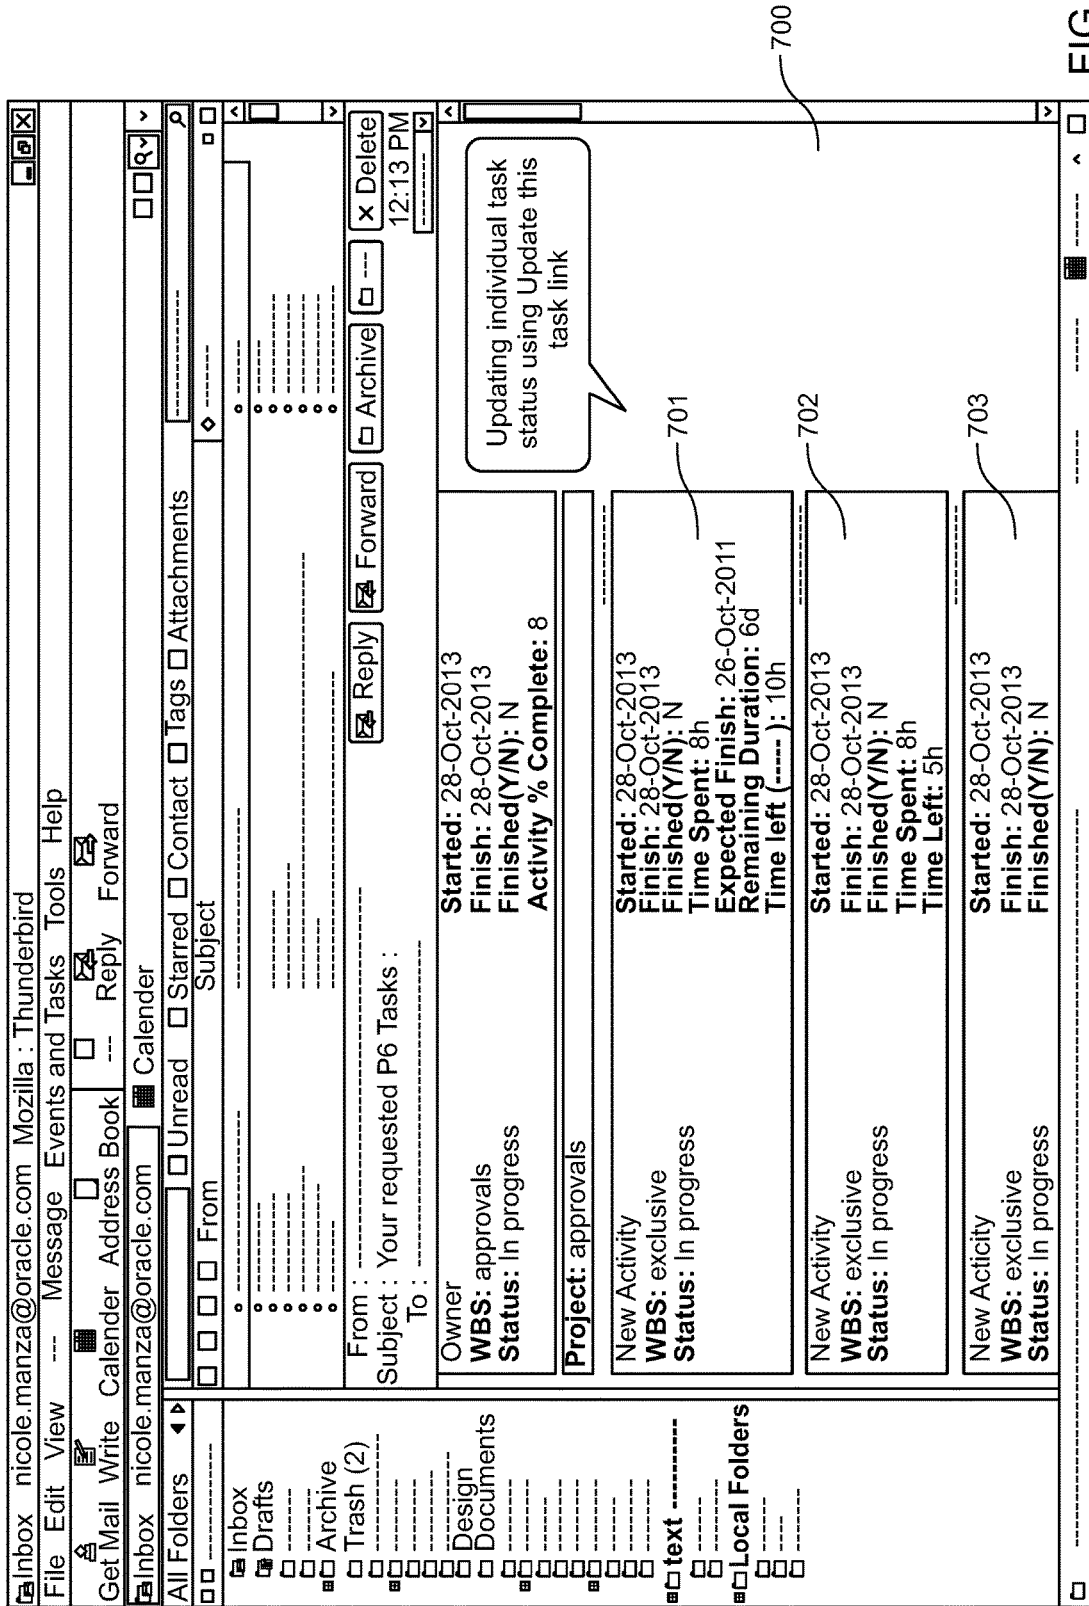 Inbox nicole.manza@oracle.com Mozilla : Thunderbird
File Edit View ---- Message Events and Tasks Tools Help
Get Mail Write Calender Address Book --- Reply Forward
Inbox nicole.manza@oracle.com Calender
All Folders Unread Starred Contact Tags Attachments
From Subject
Inbox
Drafts
Archive
Trash (2)
Design
Documents
text ---------
Local Folders
Reply Forward Archive --- X Delete
From :
12:13 PM
Subject : Your requested P6 Tasks :
To :
Owner
WBS: approvals
Status: In progress
Started: 28-Oct-2013
Finish: 28-Oct-2013
Finished(Y/N): N
Activity % Complete: 8
Updating individual task
status using Update this
task link
Project: approvals
New Activity
WBS: exclusive
Status: In progress
Started: 28-Oct-2013
Finish: 28-Oct-2013
Finished(Y/N): N
Time Spent: 8h
Expected Finish: 26-Oct-2011
Remaining Duration: 6d
Time left (----- ): 10h
701
700
New Activity
WBS: exclusive
Status: In progress
Started: 28-Oct-2013
Finish: 28-Oct-2013
Finished(Y/N): N
Time Spent: 8h
Time Left: 5h
702
New Acticity
WBS: exclusive
Status: In progress
Started: 28-Oct-2013
Finish: 28-Oct-2013
Finished(Y/N): N
703
FIG